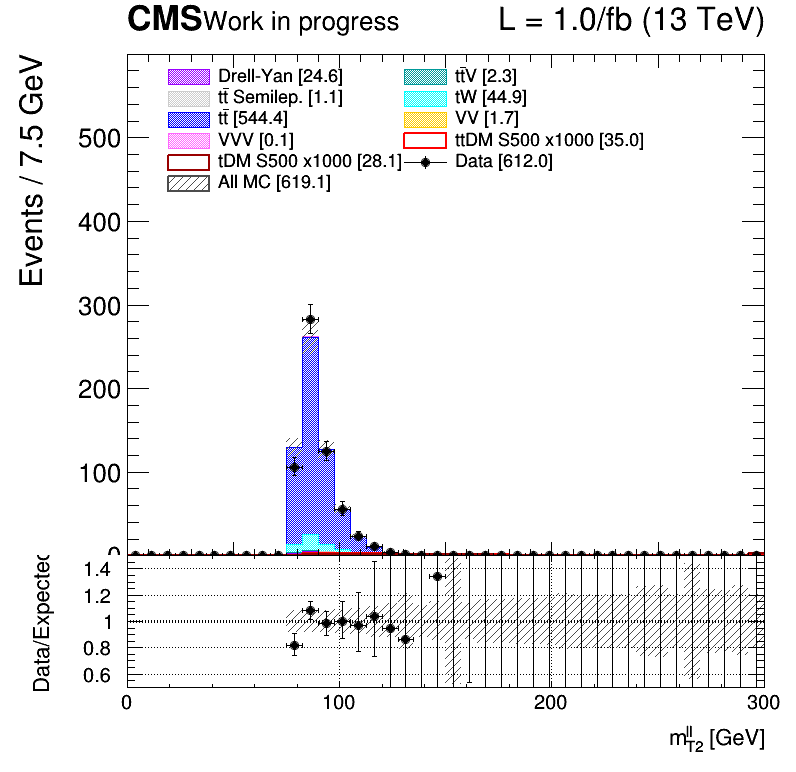 CMS Work in progress L = 1.0/fb (13 TeV)
Events / 7.5 GeV
Drell-Yan [24.6] tt̄V [2.3]
tt̄ Semilep. [1.1] tW [44.9]
tt̄ [544.4] VV [1.7]
VVV [0.1] ttDM S500 x1000 [35.0]
tDM S500 x1000 [28.1] Data [612.0]
All MC [619.1]
500
400
300
200
100
0
Data/Expected
1.4
1.2
1
0.8
0.6
0 100 200 300
m_T2^ll [GeV]